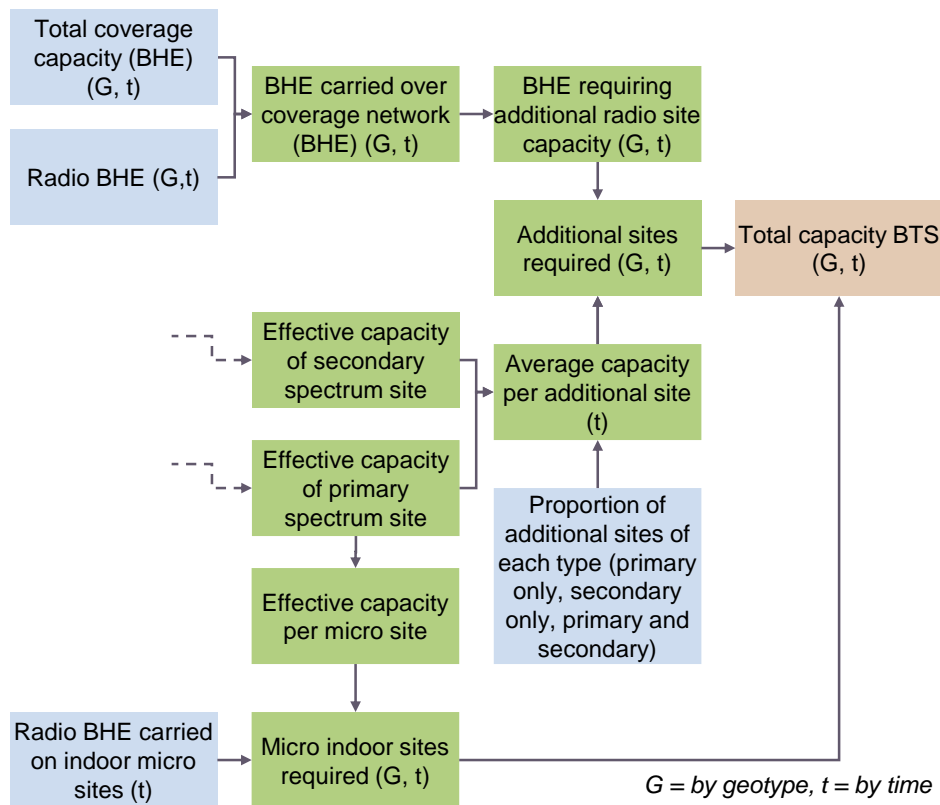 Total coverage
capacity (BHE)
(G, t)
BHE carried over
coverage network
(BHE) (G, t)
BHE requiring
additional radio site
capacity (G, t)
Radio BHE (G,t)
Additional sites
required (G, t)
Total capacity BTS
(G, t)
Effective capacity
of secondary
spectrum site
Average capacity
per additional site
(t)
Effective capacity
of primary
spectrum site
Proportion of
additional sites of
each type (primary
only, secondary
only, primary and
secondary)
Effective capacity
per micro site
Radio BHE carried
on indoor micro
sites (t)
Micro indoor sites
required (G, t)
G = by geotype, t = by time